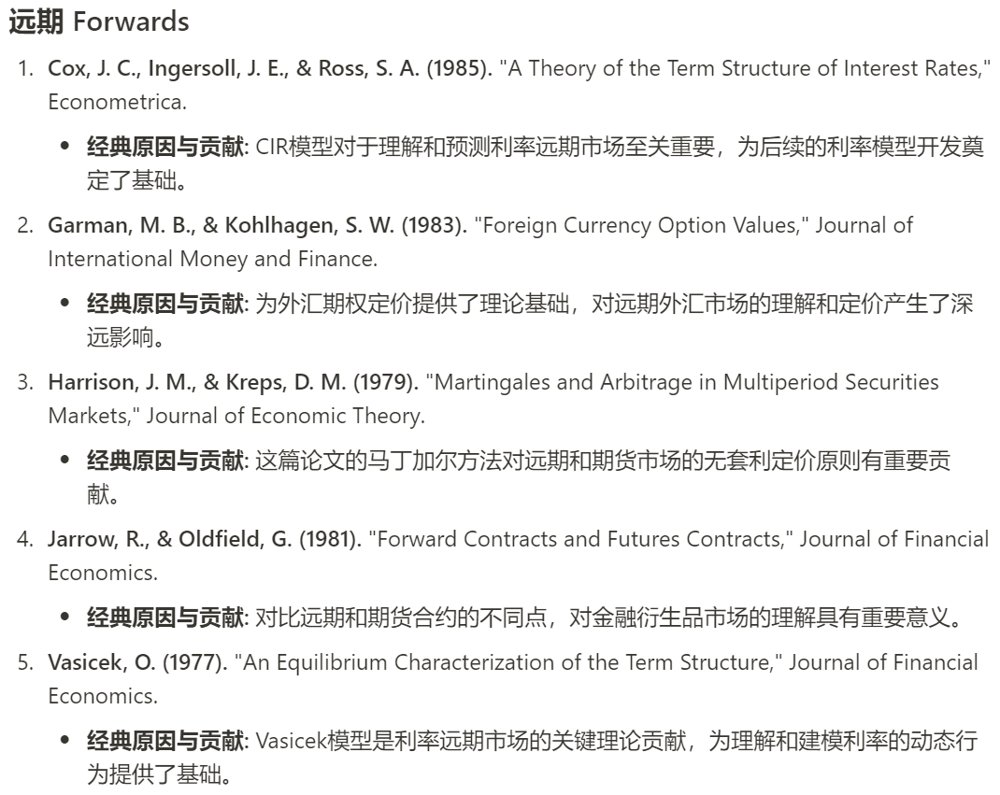 远期 Forwards
1. Cox, J. C., Ingersoll, J. E., & Ross, S. A. (1985). "A Theory of the Term Structure of Interest Rates,"
Econometrica.
• 经典原因与贡献: CIR模型对于理解和预测利率远期市场至关重要，为后续的利率模型开发奠
定了基础。
2. Garman, M. B., & Kohlhagen, S. W. (1983). "Foreign Currency Option Values," Journal of
International Money and Finance.
• 经典原因与贡献: 为外汇期权定价提供了理论基础，对远期外汇市场的理解和定价产生了深
远影响。
3. Harrison, J. M., & Kreps, D. M. (1979). "Martingales and Arbitrage in Multiperiod Securities
Markets," Journal of Economic Theory.
• 经典原因与贡献: 这篇论文的马丁加尔方法对远期和期货市场的无套利定价原则有重要贡
献。
4. Jarrow, R., & Oldfield, G. (1981). "Forward Contracts and Futures Contracts," Journal of Financial
Economics.
• 经典原因与贡献: 对比远期和期货合约的不同点，对金融衍生品市场的理解具有重要意义。
5. Vasicek, O. (1977). "An Equilibrium Characterization of the Term Structure," Journal of Financial
Economics.
• 经典原因与贡献: Vasicek模型是利率远期市场的关键理论贡献，为理解和建模利率的动态行
为提供了基础。